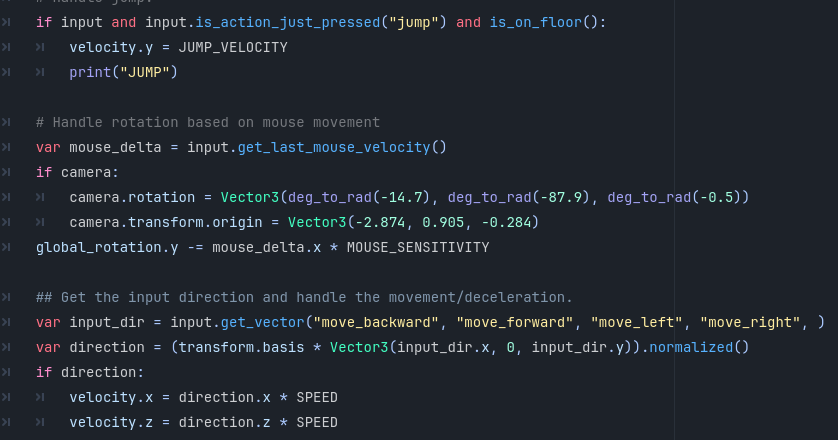 # Handle jump.
if input and input.is_action_just_pressed("jump") and is_on_floor():
velocity.y = JUMP_VELOCITY
print("JUMP")
# Handle rotation based on mouse movement
var mouse_delta = input.get_last_mouse_velocity()
if camera:
camera.rotation = Vector3(deg_to_rad(-14.7), deg_to_rad(-87.9), deg_to_rad(-0.5))
camera.transform.origin = Vector3(-2.874, 0.905, -0.284)
global_rotation.y -= mouse_delta.x * MOUSE_SENSITIVITY
## Get the input direction and handle the movement/deceleration.
var input_dir = input.get_vector("move_backward", "move_forward", "move_left", "move_right", )
var direction = (transform.basis * Vector3(input_dir.x, 0, input_dir.y)).normalized()
if direction:
velocity.x = direction.x * SPEED
velocity.z = direction.z * SPEED